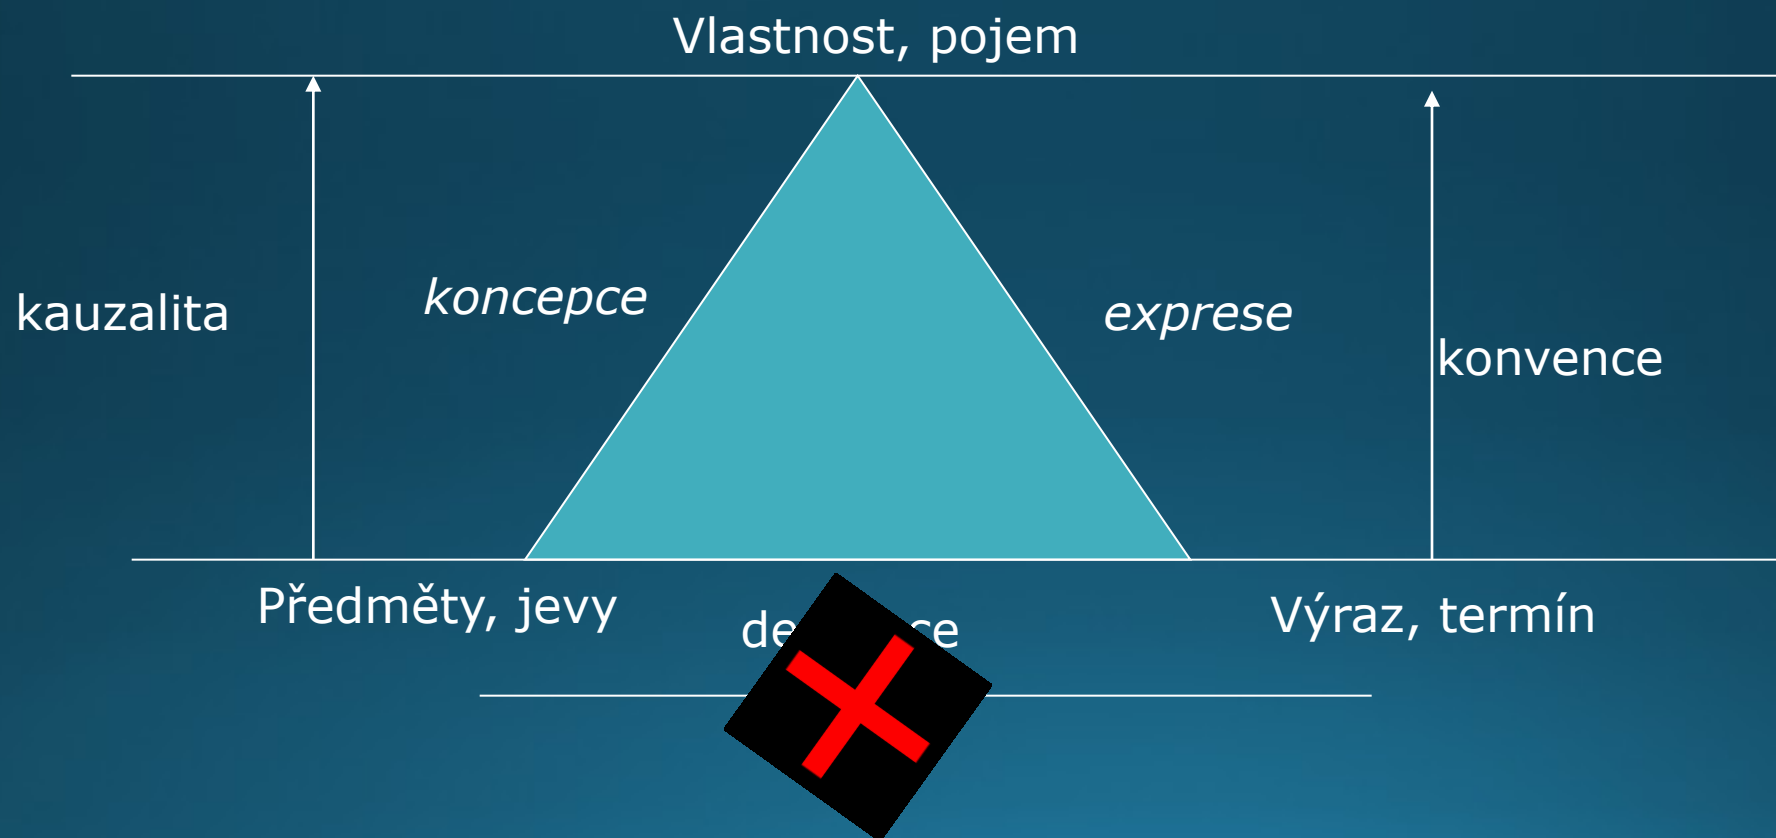 Vlastnost, pojem
koncepce
kauzalita
exprese
konvence
Předměty, jevy
Výraz, termín